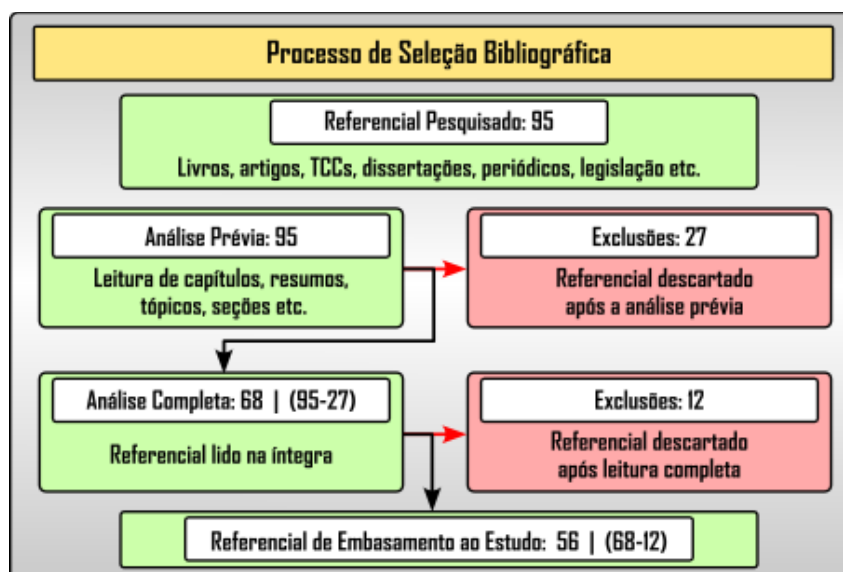 Processo de Seleção Bibliográfica
Referencial Pesquisado: 95
Livros, artigos, TCCs, dissertações, periódicos, legislação etc.
Análise Prévia: 95
Leitura de capítulos, resumos,
tópicos, seções etc.
Exclusões: 27
Referencial descartado
após a análise prévia
Análise Completa: 68 | (95-27)
Referencial lido na íntegra
Exclusões: 12
Referencial descartado
após leitura completa
Referencial de Embasamento ao Estudo: 56 | (68-12)